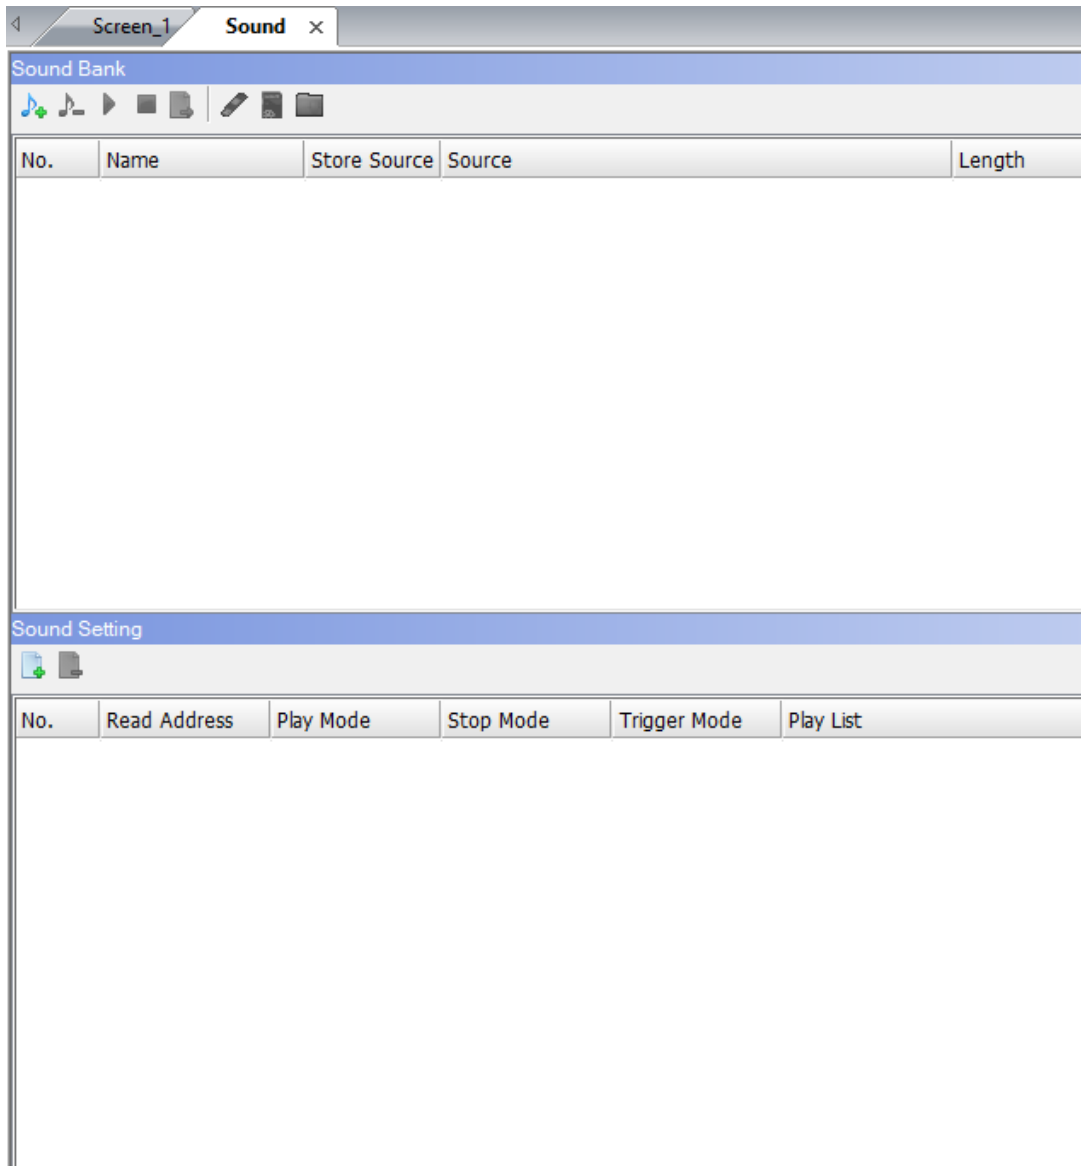 Screen_1 Sound
Sound Bank
No. Name Store Source Source Length
Sound Setting
No. Read Address Play Mode Stop Mode Trigger Mode Play List